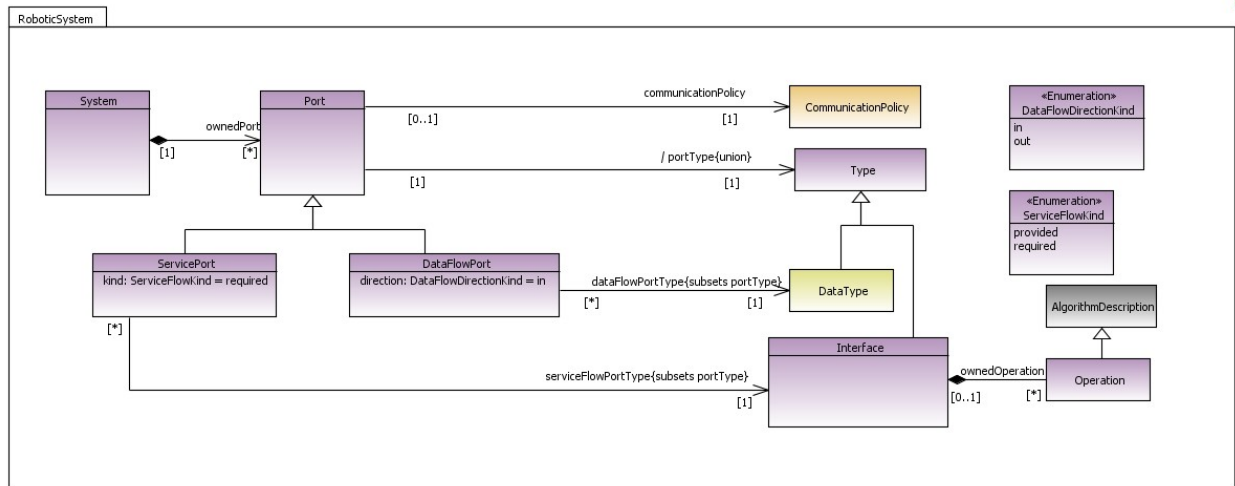 RoboticSystem
System
Port
communicationPolicy
CommunicationPolicy
[0..1]
[1]
ownedPort
[1]
[*]
/ portType{union}
[1]
[1]
Type
«Enumeration»
DataFlowDirectionKind
in
out
«Enumeration»
ServiceFlowKind
provided
required
ServicePort
kind: ServiceFlowKind = required
DataFlowPort
direction: DataFlowDirectionKind = in
dataFlowPortType{subsets portType}
[*]
[1]
DataType
AlgorithmDescription
[*]
serviceFlowPortType{subsets portType}
[1]
Interface
ownedOperation
[0..1]
[*]
Operation